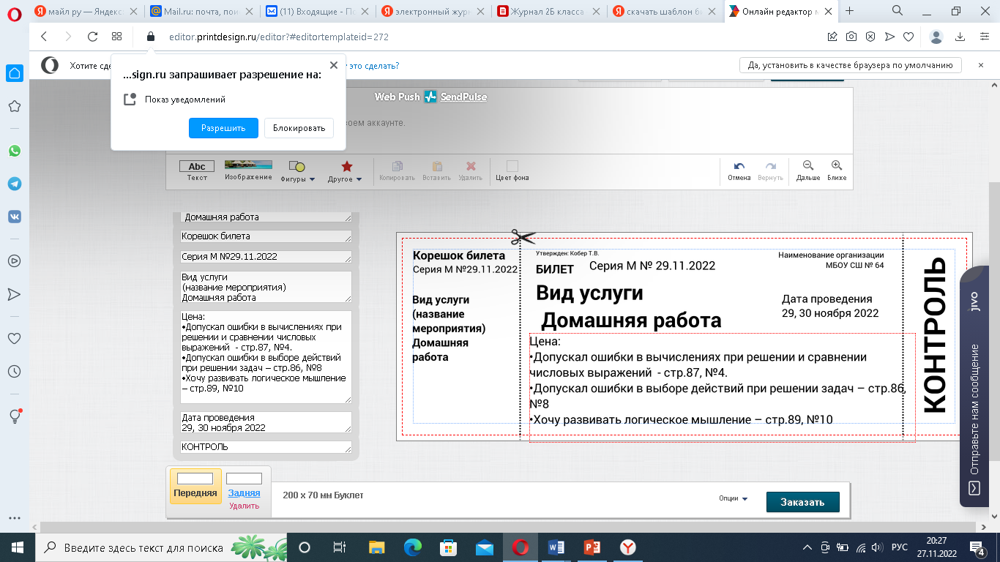 майл ру — Яндекс
Mail.ru: почта, пои
(11) Входящие - По
электронный журн
Журнал 2Б класса
скачать шаблон б
Онлайн редактор м
editor.printdesign.ru/editor?#editortemplateid=272
Хотите сде
у это сделать?
Да, установить в качестве браузера по умолчанию
...sign.ru запрашивает разрешение на:
Показ уведомлений
Разрешить
Блокировать
Web Push SendPulse
воем аккаунте.
Abc
Текст
Изображение
Фигуры
Другое
Копировать
Вставить
Удалить
Цвет фона
Отмена
Вернуть
Дальше
Ближе
Домашняя работа
Корешок билета
Серия М №29.11.2022
Вид услуги
(название мероприятия)
Домашняя работа
Цена:
•Допускал ошибки в вычислениях при
решении и сравнении числовых
выражений - стр.87, №4.
•Допускал ошибки в выборе действий
при решении задач – стр.86, №8
•Хочу развивать логическое мышление
– стр.89, №10
Дата проведения
29, 30 ноября 2022
КОНТРОЛЬ
Корешок билета
Серия М №29.11.2022
Вид услуги
(название
мероприятия)
Домашняя
работа
Утвержден: Кобер Т.В.
БИЛЕТ Серия М № 29.11.2022
Наименование организации
МБОУ СШ № 64
Вид услуги
Домашняя работа
Дата проведения
29, 30 ноября 2022
Цена:
•Допускал ошибки в вычислениях при решении и сравнении
числовых выражений - стр.87, №4.
•Допускал ошибки в выборе действий при решении задач – стр.86,
№8
•Хочу развивать логическое мышление – стр.89, №10
КОНТРОЛЬ
jivo
Отправьте нам сообщение
Передняя
Задняя
Удалить
200 x 70 мм Буклет
Опции
Заказать
Введите здесь текст для поиска
РУС
20:27
27.11.2022
4